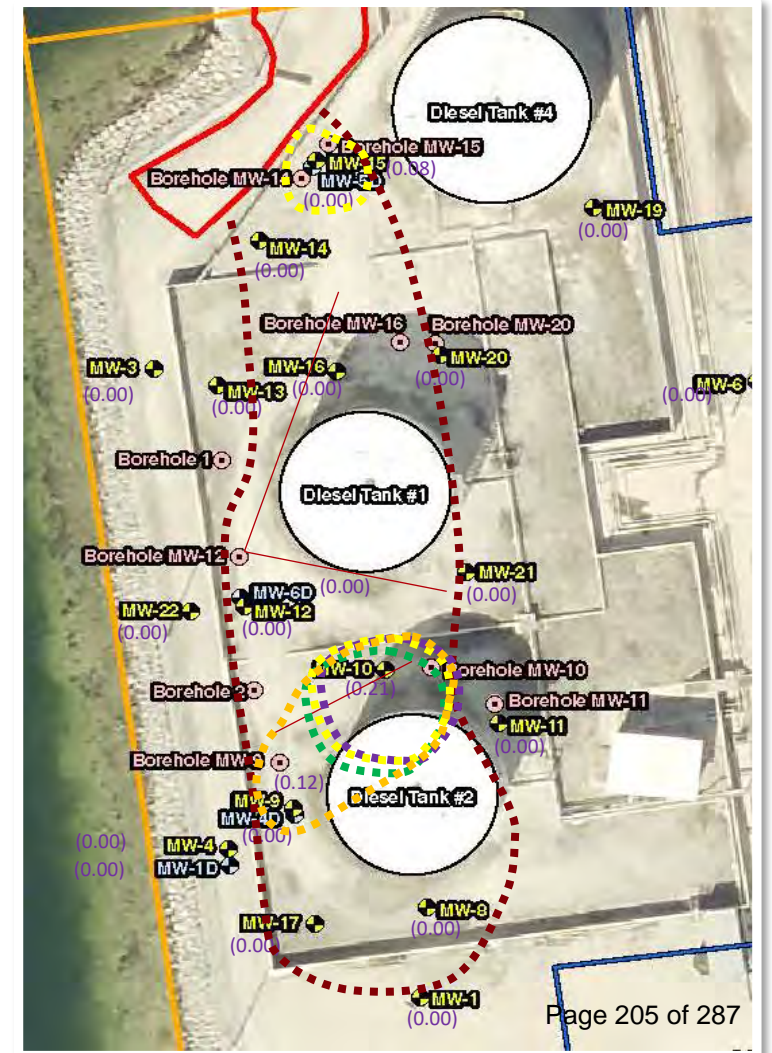 Diesel Tank #4
Borehole MW-15
MW-15
(0.08)
Borehole MW-14
MW-5D
(0.00)
MW-19
(0.00)
MW-14
(0.00)
Borehole MW-16
Borehole MW-20
MW-20
(0.00)
MW-3
(0.00)
MW-16
(0.00)
MW-13
(0.00)
MW-6
(0.00)
Borehole 1
Diesel Tank #1
Borehole MW-12
(0.00)
MW-21
(0.00)
MW-6D
MW-12
(0.00)
MW-22
(0.00)
MW-10
(0.21)
Borehole MW-10
Borehole 2
Borehole MW-11
MW-11
(0.00)
Borehole MW-9
(0.12)
Diesel Tank #2
MW-9
MW-4D
(0.00)
(0.00)
MW-4
(0.00)
MW-1D
MW-8
(0.00)
MW-17
(0.00)
MW-1
(0.00)
Page 205 of 287